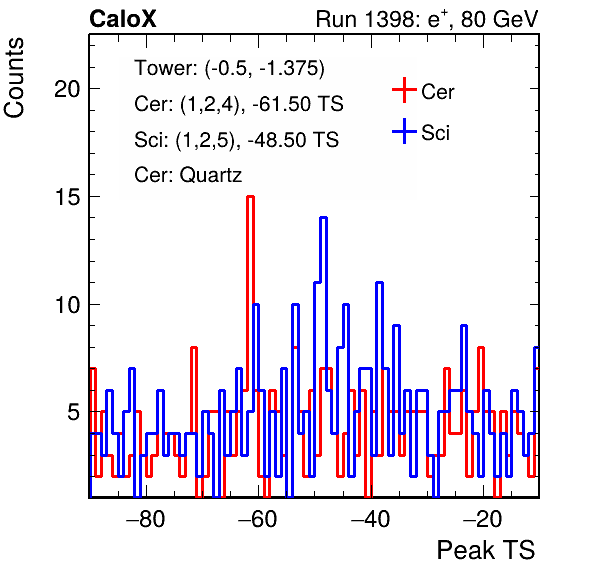 CaloX Run 1398: e⁺, 80 GeV
Counts
Tower: (-0.5, -1.375)
Cer: (1,2,4), -61.50 TS
Sci: (1,2,5), -48.50 TS
Cer: Quartz
Cer
Sci
20
15
10
5
−80 −60 −40 −20
Peak TS